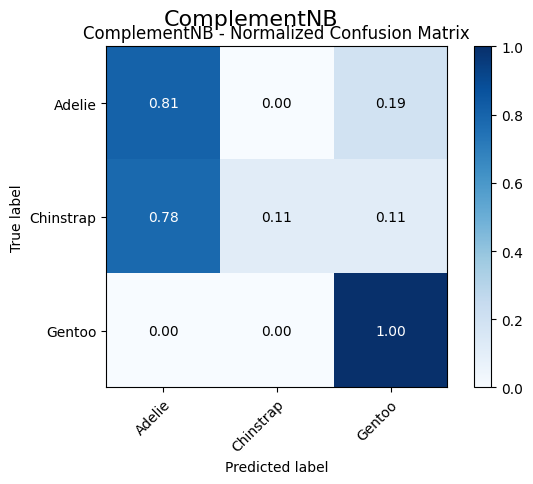 ComplementNB
ComplementNB - Normalized Confusion Matrix
1.0
Adelie 0.81 0.00 0.19
0.8
0.6
True label
Chinstrap 0.78 0.11 0.11
0.4
0.2
Gentoo 0.00 0.00 1.00
0.0
Adelie Chinstrap Gentoo
Predicted label